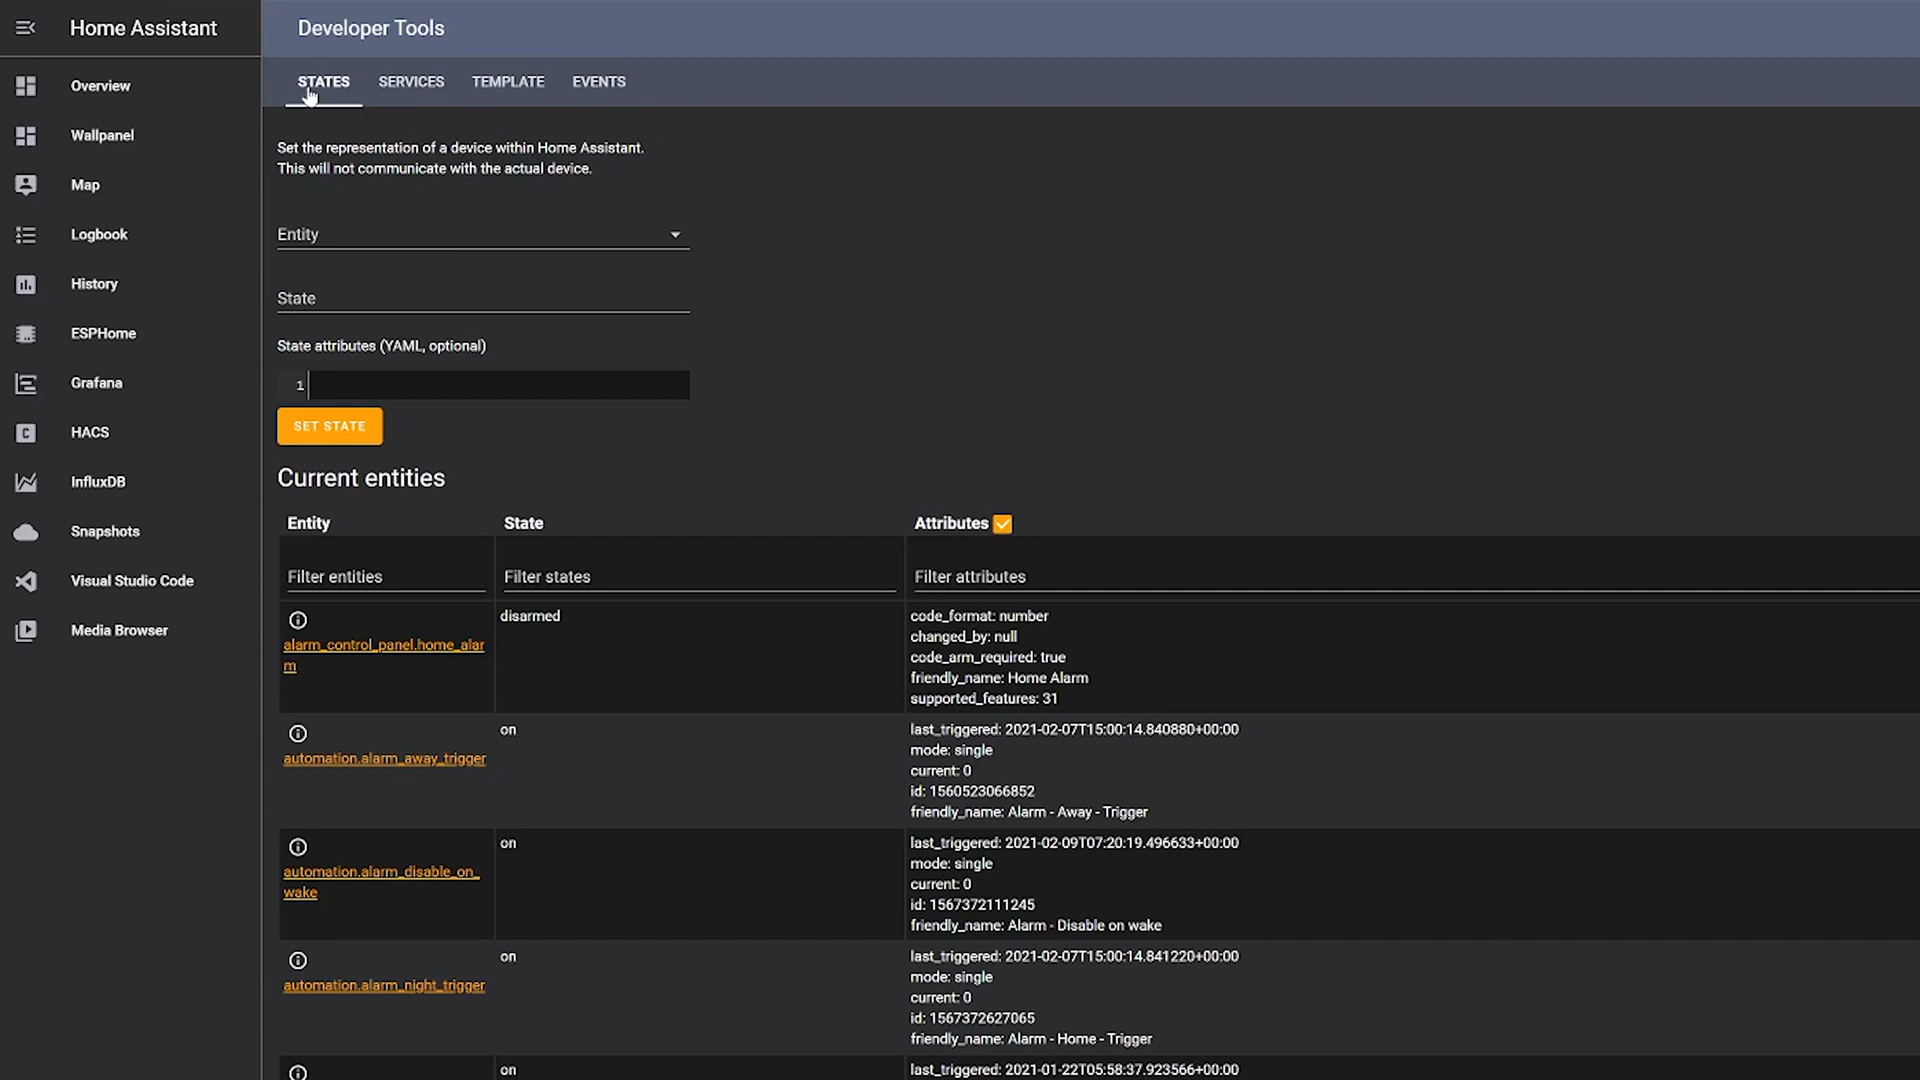 Home Assistant
Overview
Wallpanel
Map
Logbook
History
ESPHome
Grafana
HACS
InfluxDB
Snapshots
Visual Studio Code
Media Browser
Developer Tools
STATES SERVICES TEMPLATE EVENTS
Set the representation of a device within Home Assistant.
This will not communicate with the actual device.
Entity
State
State attributes (YAML, optional)
1
SET STATE
Current entities
Entity State Attributes
Filter entities Filter states Filter attributes
alarm_control_panel.home_alar
m
disarmed
code_format: number
changed_by: null
code_arm_required: true
friendly_name: Home Alarm
supported_features: 31
automation.alarm_away_trigger
on
last_triggered: 2021-02-07T15:00:14.840880+00:00
mode: single
current: 0
id: 1560523066852
friendly_name: Alarm - Away - Trigger
automation.alarm_disable_on_
wake
on
last_triggered: 2021-02-09T07:20:19.496633+00:00
mode: single
current: 0
id: 1567372111245
friendly_name: Alarm - Disable on wake
automation.alarm_night_trigger
on
last_triggered: 2021-02-07T15:00:14.841220+00:00
mode: single
current: 0
id: 1567372627065
friendly_name: Alarm - Home - Trigger
on
last_triggered: 2021-01-22T05:58:37.923566+00:00